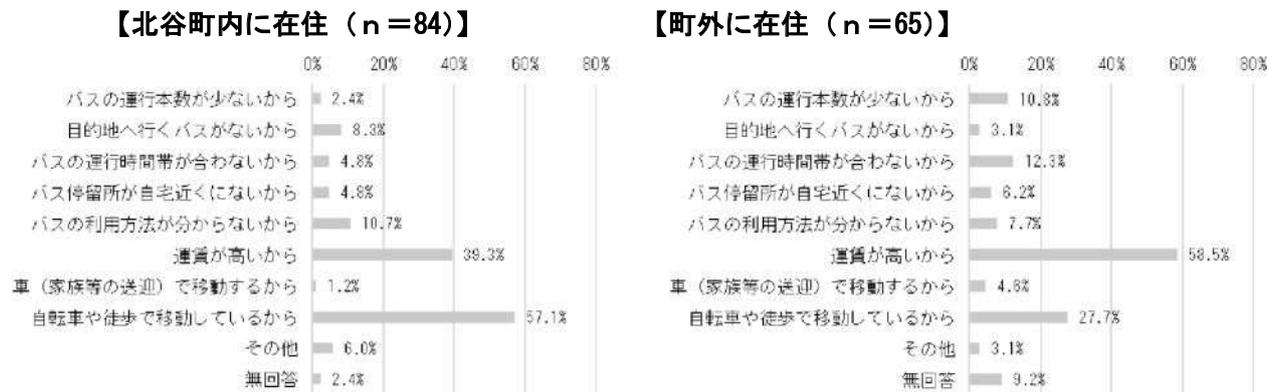 【北谷町内に在住（ｎ＝84）】
0% 20% 40% 60% 80%
バスの運行本数が少ないから 2.4%
目的地へ行くバスがないから 8.3%
バスの運行時間帯が合わないから 4.8%
バス停留所が自宅近くにないから 4.8%
バスの利用方法が分からないから 10.7%
運賃が高いから 39.3%
車（家族等の送迎）で移動するから 1.2%
自転車や徒歩で移動しているから 57.1%
その他 6.0%
無回答 2.4%
【町外に在住（ｎ＝65）】
0% 20% 40% 60% 80%
バスの運行本数が少ないから 10.8%
目的地へ行くバスがないから 3.1%
バスの運行時間帯が合わないから 12.3%
バス停留所が自宅近くにないから 6.2%
バスの利用方法が分からないから 7.7%
運賃が高いから 58.5%
車（家族等の送迎）で移動するから 4.6%
自転車や徒歩で移動しているから 27.7%
その他 3.1%
無回答 9.2%